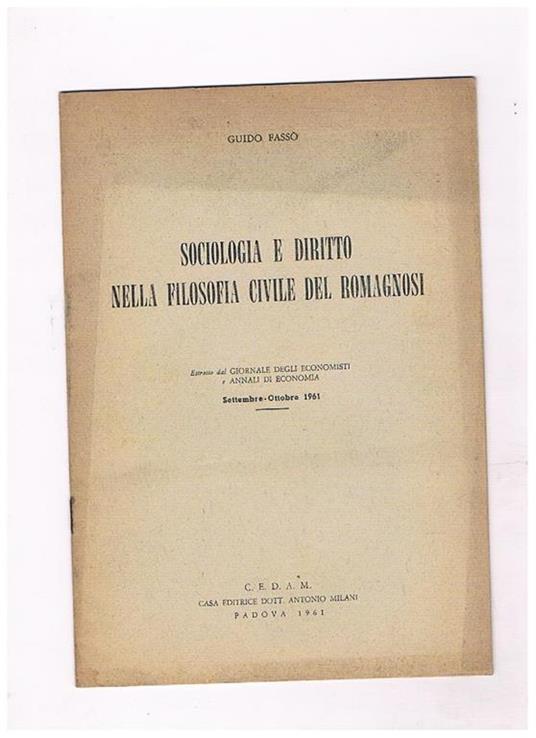 GUIDO FASSÒ
SOCIOLOGIA E DIRITTO
NELLA FILOSOFIA CIVILE DEL ROMAGNOSI
Estratto dal GIORNALE DEGLI ECONOMISTI
e ANNALI DI ECONOMIA
Settembre-Ottobre 1961
C. E. D. A. M.
CASA EDITRICE DOTT. ANTONIO MILANI
PADOVA 1961